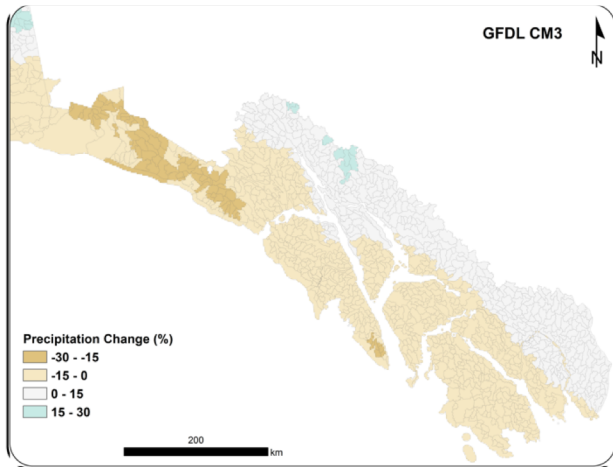 GFDL CM3
N
Precipitation Change (%)
-30 - -15
-15 - 0
0 - 15
15 - 30
200
km